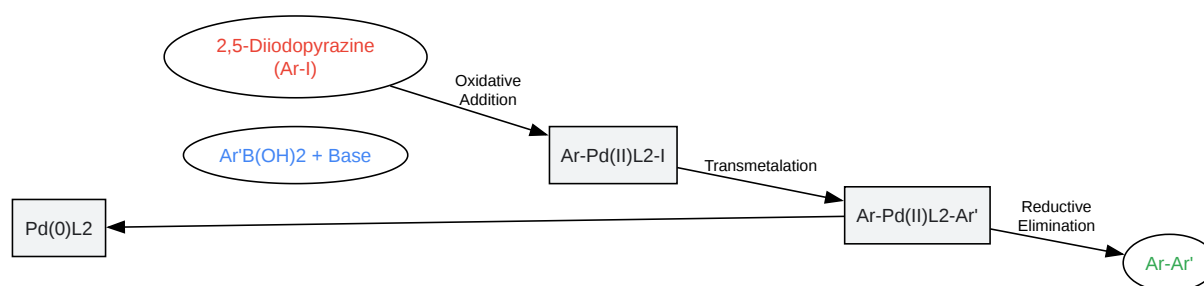 2,5-Diiodopyrazine
(Ar-I)
Oxidative
Addition
Ar'B(OH)2 + Base
Ar-Pd(II)L2-I
Transmetalation
Pd(0)L2
Ar-Pd(II)L2-Ar'
Reductive
Elimination
Ar-Ar'